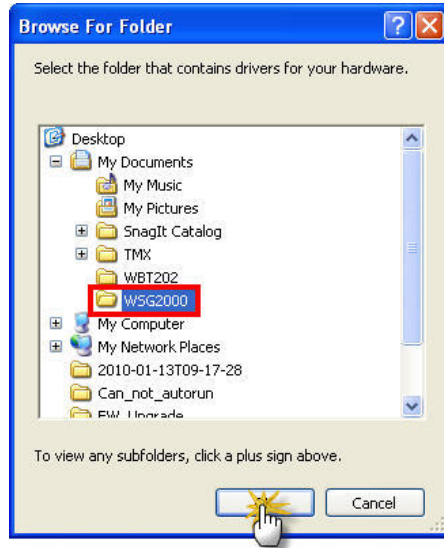 Browse For Folder
Select the folder that contains drivers for your hardware.
Desktop
My Documents
My Music
My Pictures
SnagIt Catalog
TMX
WBT202
WSG2000
My Computer
My Network Places
2010-01-13T09-17-28
Can_not_autorun
FW_Upgrade
To view any subfolders, click a plus sign above.
Cancel